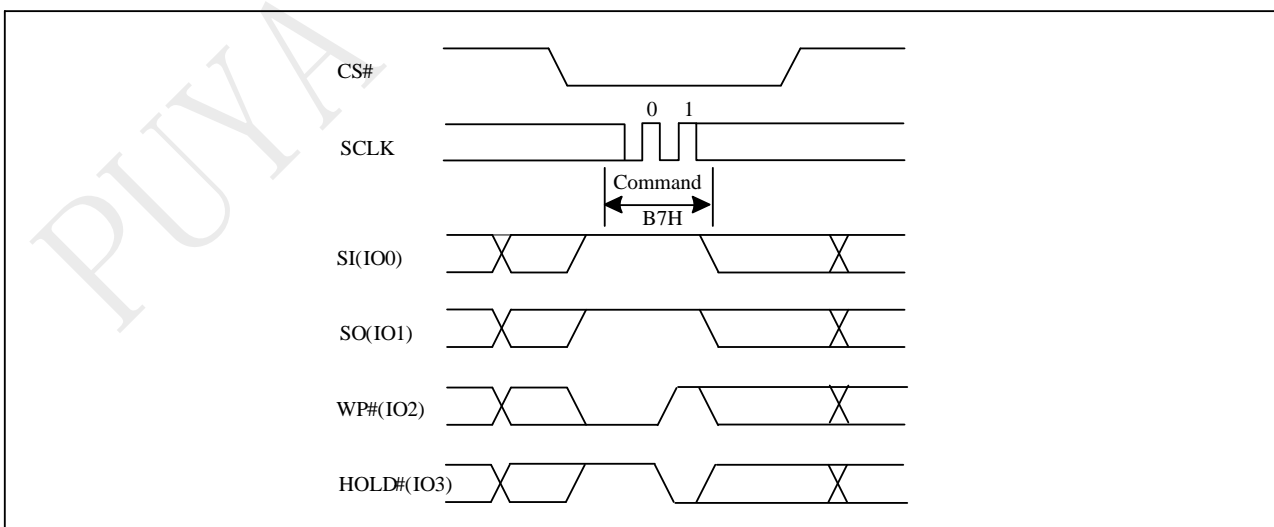 PUYA
CS#
0 1
SCLK
Command
B7H
SI(IO0)
SO(IO1)
WP#(IO2)
HOLD#(IO3)